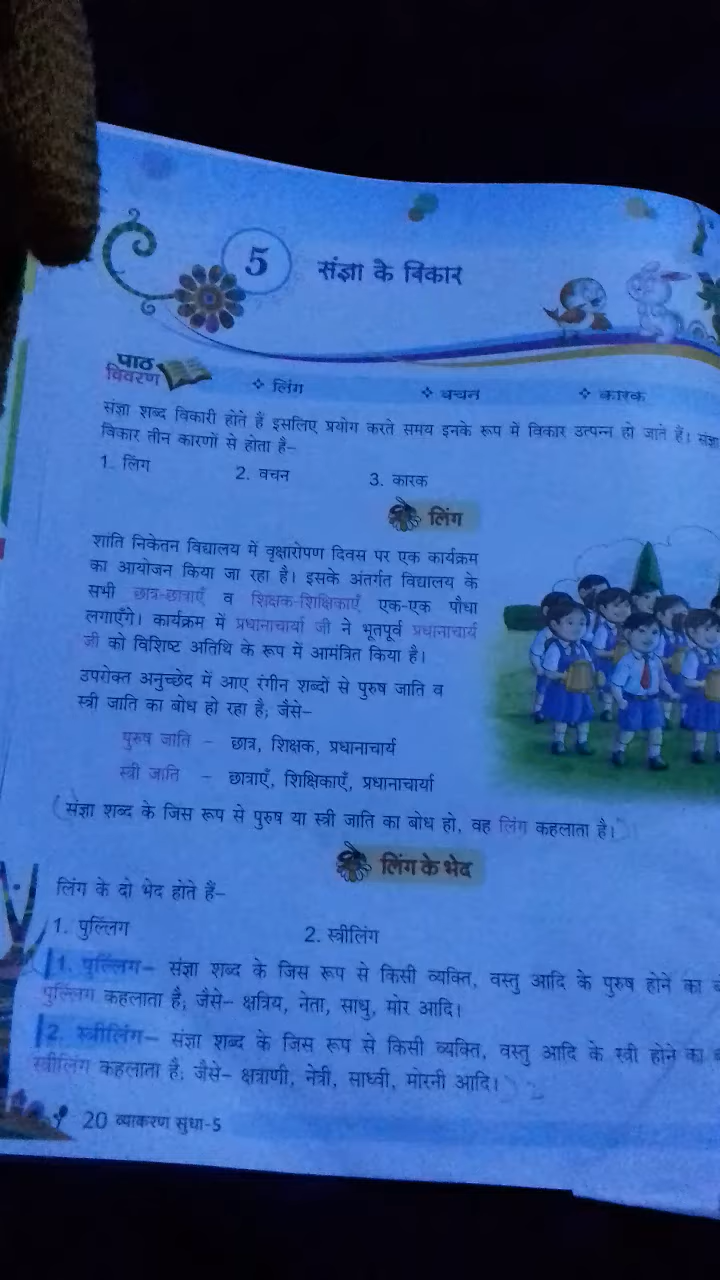 5
संज्ञा के विकार
पाठ
विवरण
❖ लिंग ❖ वचन ❖ कारक
संज्ञा शब्द विकारी होते हैं इसलिए प्रयोग करते समय इनके रूप में विकार उत्पन्न हो जाते हैं। संज्ञा
विकार तीन कारणों से होता है–
1. लिंग 2. वचन 3. कारक
लिंग
शांति निकेतन विद्यालय में वृक्षारोपण दिवस पर एक कार्यक्रम
का आयोजन किया जा रहा है। इसके अंतर्गत विद्यालय के
सभी छात्र-छात्राएँ व शिक्षक-शिक्षिकाएँ एक-एक पौधा
लगाएँगे। कार्यक्रम में प्रधानाचार्या जी ने भूतपूर्व प्रधानाचार्य
जी को विशिष्ट अतिथि के रूप में आमंत्रित किया है।
उपरोक्त अनुच्छेद में आए रंगीन शब्दों से पुरुष जाति व
स्त्री जाति का बोध हो रहा है; जैसे–
पुरुष जाति – छात्र, शिक्षक, प्रधानाचार्य
स्त्री जाति – छात्राएँ, शिक्षिकाएँ, प्रधानाचार्या
(संज्ञा शब्द के जिस रूप से पुरुष या स्त्री जाति का बोध हो, वह लिंग कहलाता है।)
लिंग के भेद
लिंग के दो भेद होते हैं–
1. पुल्लिंग 2. स्त्रीलिंग
1. पुल्लिंग– संज्ञा शब्द के जिस रूप से किसी व्यक्ति, वस्तु आदि के पुरुष होने का
पुल्लिंग कहलाता है; जैसे– क्षत्रिय, नेता, साधु, मोर आदि।
2. स्त्रीलिंग– संज्ञा शब्द के जिस रूप से किसी व्यक्ति, वस्तु आदि के स्त्री होने का
स्त्रीलिंग कहलाता है; जैसे– क्षत्राणी, नेत्री, साध्वी, मोरनी आदि।)
20 व्याकरण सुधा-5